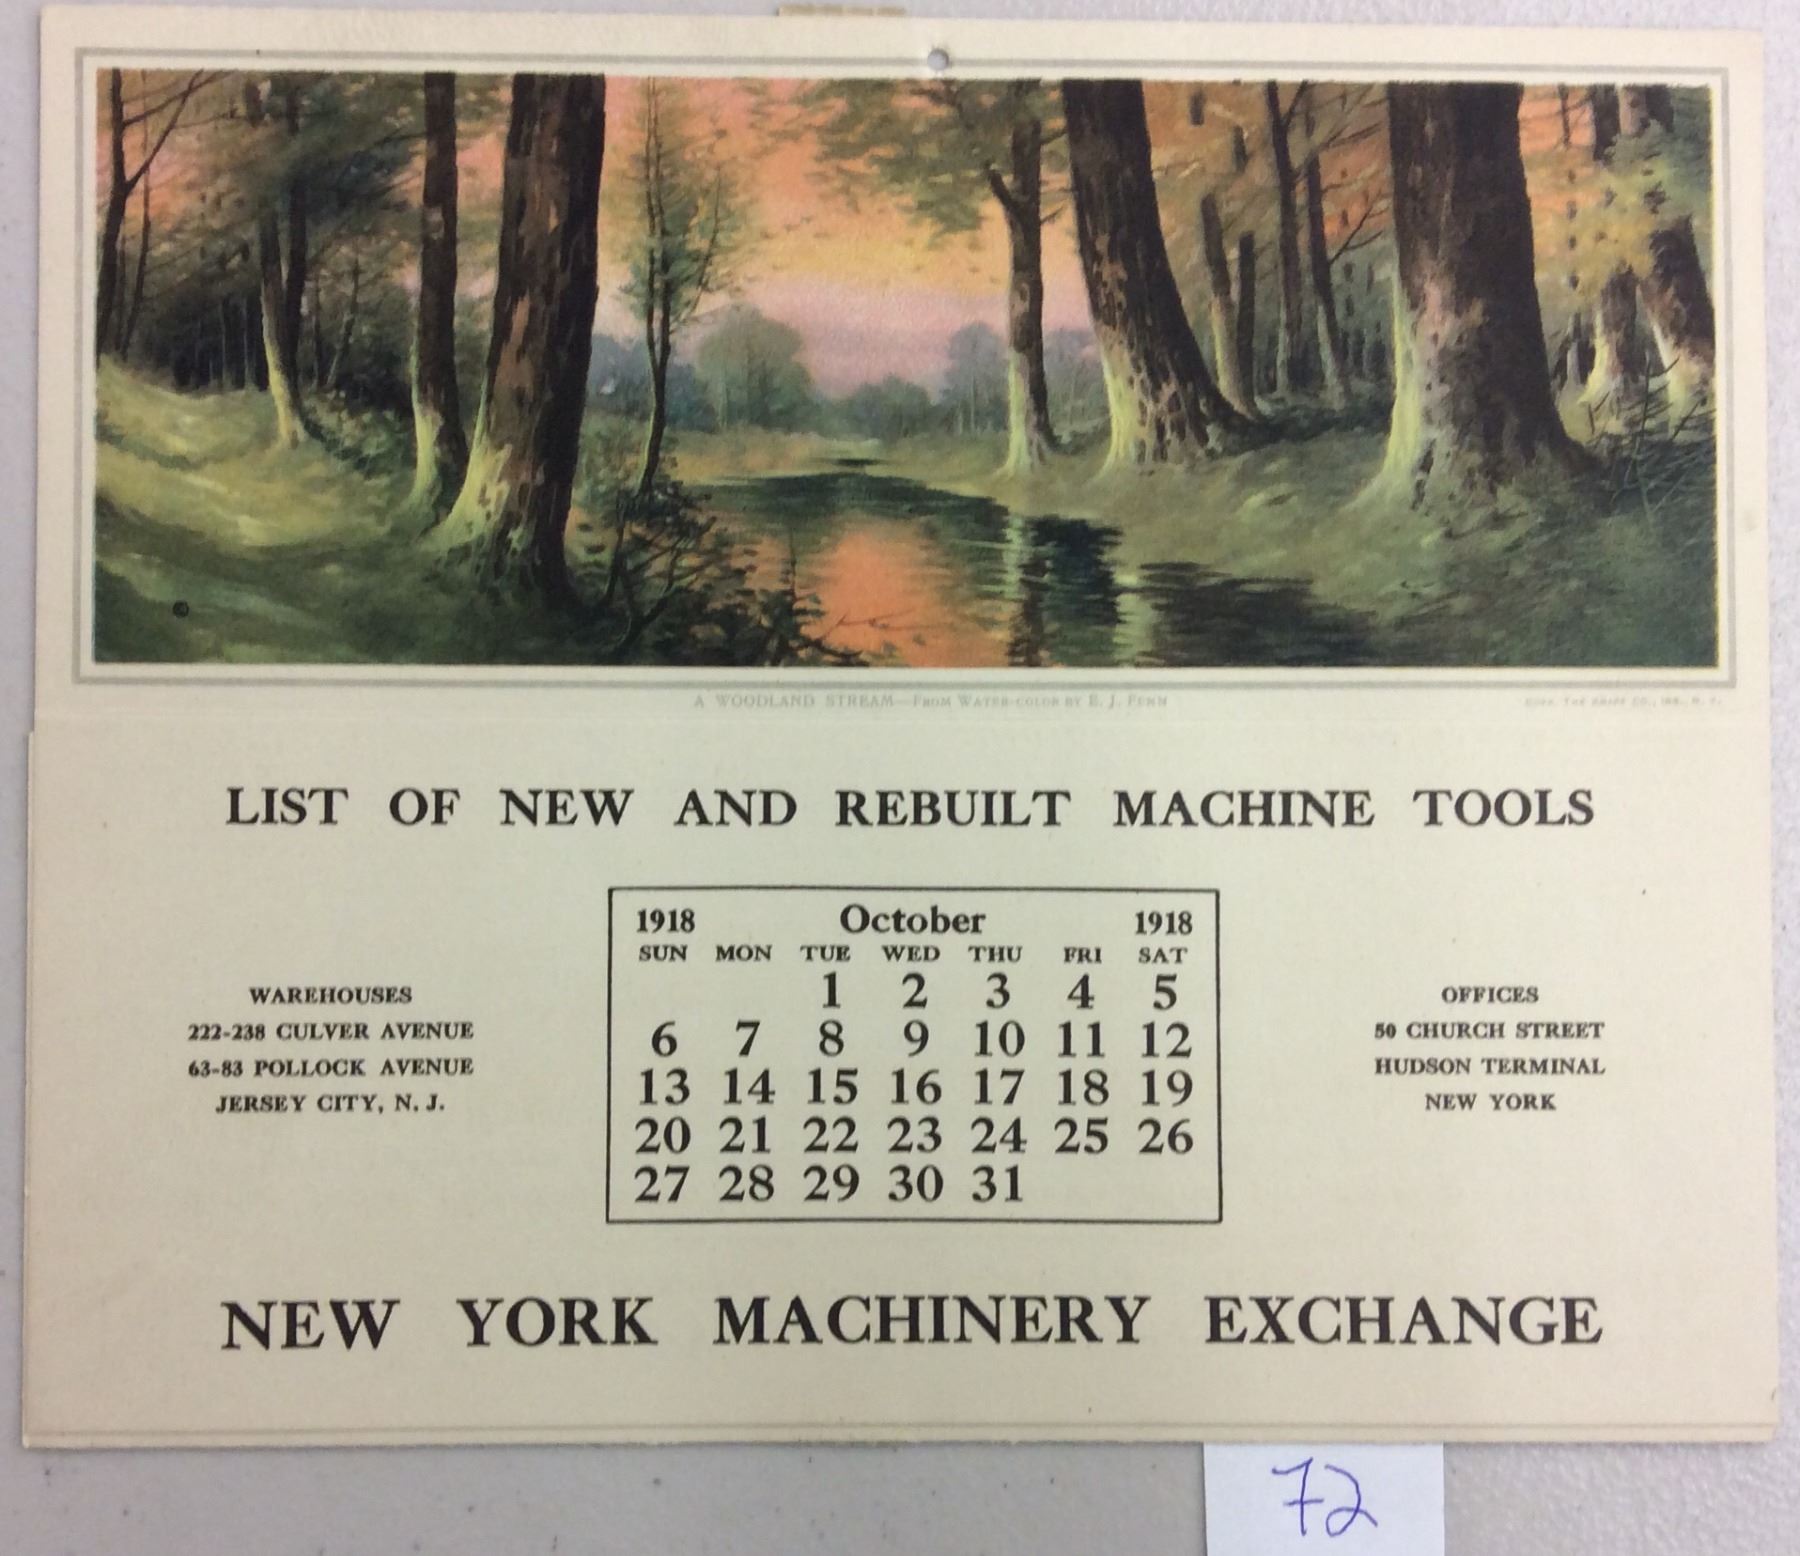 ©
A WOODLAND STREAM—FROM WATER-COLOR BY E. J. FENN
LIST OF NEW AND REBUILT MACHINE TOOLS
1918 October 1918
SUN MON TUE WED THU FRI SAT
1 2 3 4 5
6 7 8 9 10 11 12
13 14 15 16 17 18 19
20 21 22 23 24 25 26
27 28 29 30 31
WAREHOUSES
222-238 CULVER AVENUE
63-83 POLLOCK AVENUE
JERSEY CITY, N. J.
OFFICES
50 CHURCH STREET
HUDSON TERMINAL
NEW YORK
NEW YORK MACHINERY EXCHANGE
72